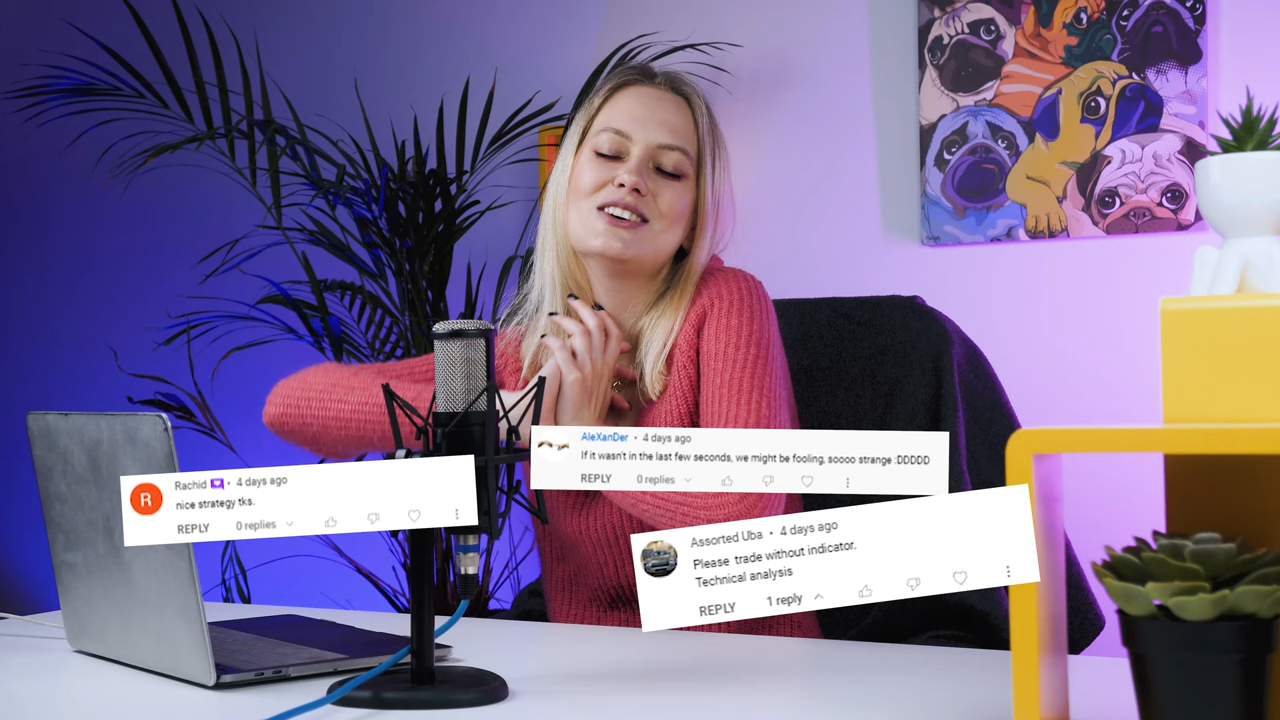 AleXanDer • 4 days ago
If it wasn't in the last few seconds, we might be fooling, soooo strange :DDDDD
REPLY 0 replies
R
Rachid 💟 • 4 days ago
nice strategy tks.
REPLY 0 replies
Assorted Uba • 4 days ago
Please trade without indicator.
Technical analysis
REPLY 1 reply